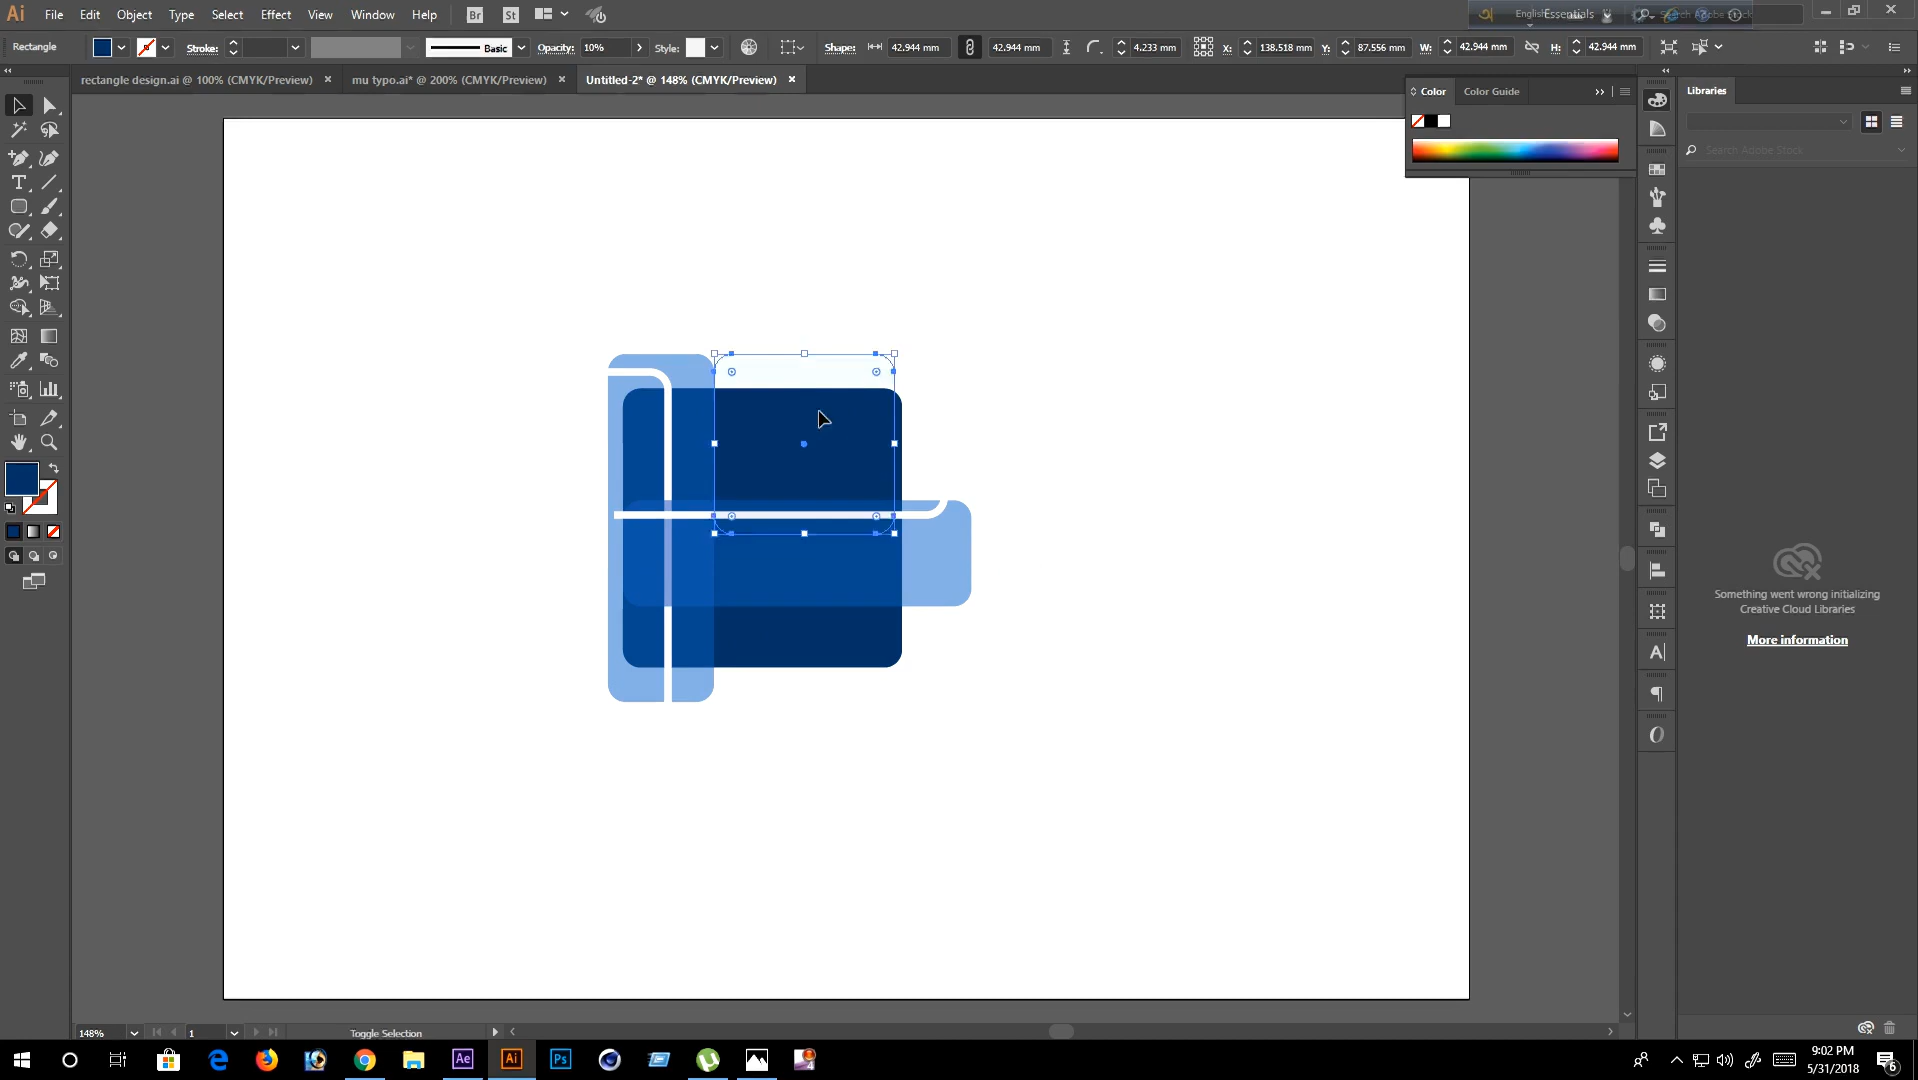 Ai File Edit Object Type Select Effect View Window Help Br St Essentials
Rectangle Stroke: Basic Opacity: 10% Style: Shape: 42.944 mm 42.944 mm 4.233 mm X: 138.518 mm Y: 87.556 mm W: 42.944 mm H: 42.944 mm
rectangle design.ai @ 100% (CMYK/Preview) mu typo.ai* @ 200% (CMYK/Preview) Untitled-2* @ 148% (CMYK/Preview)
Color Color Guide
Libraries
Search Adobe Stock
Something went wrong initializing
Creative Cloud Libraries
More information
148% 1 Toggle Selection
Ae Ai Ps
9:02 PM
5/31/2018